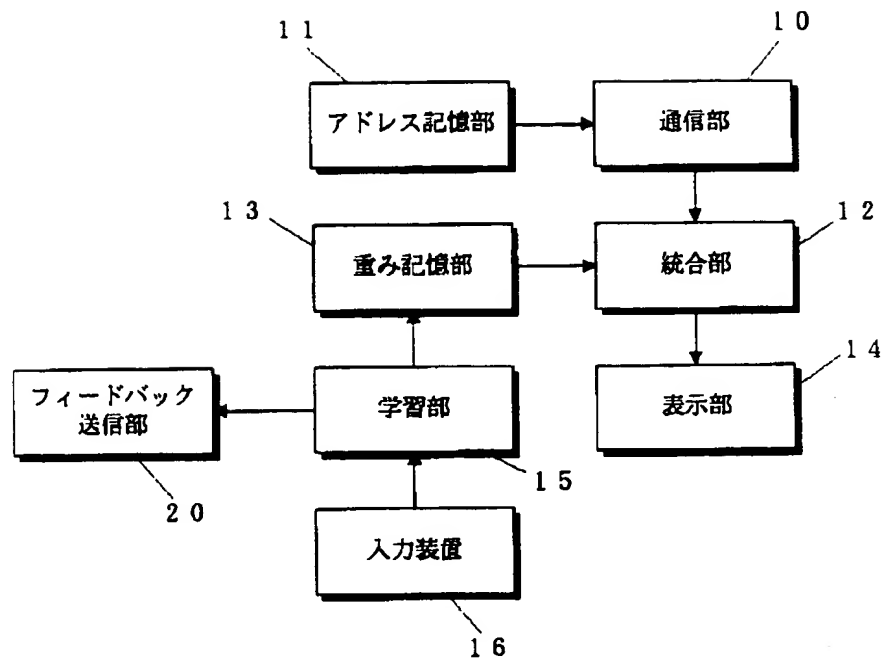 11
10
アドレス記憶部
通信部
13
12
重み記憶部
統合部
14
フィードバック
送信部
学習部
表示部
15
20
入力装置
16